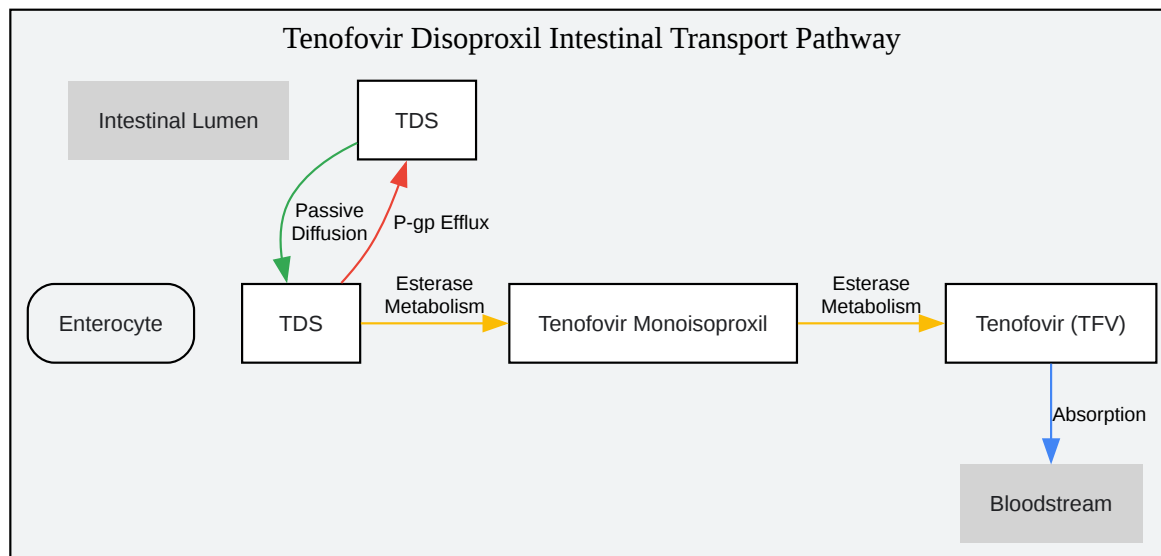 Tenofovir Disoproxil Intestinal Transport Pathway
Intestinal Lumen
TDS
Passive
Diffusion
P-gp Efflux
Enterocyte
TDS
Esterase
Metabolism
Tenofovir Monoisoproxil
Esterase
Metabolism
Tenofovir (TFV)
Absorption
Bloodstream